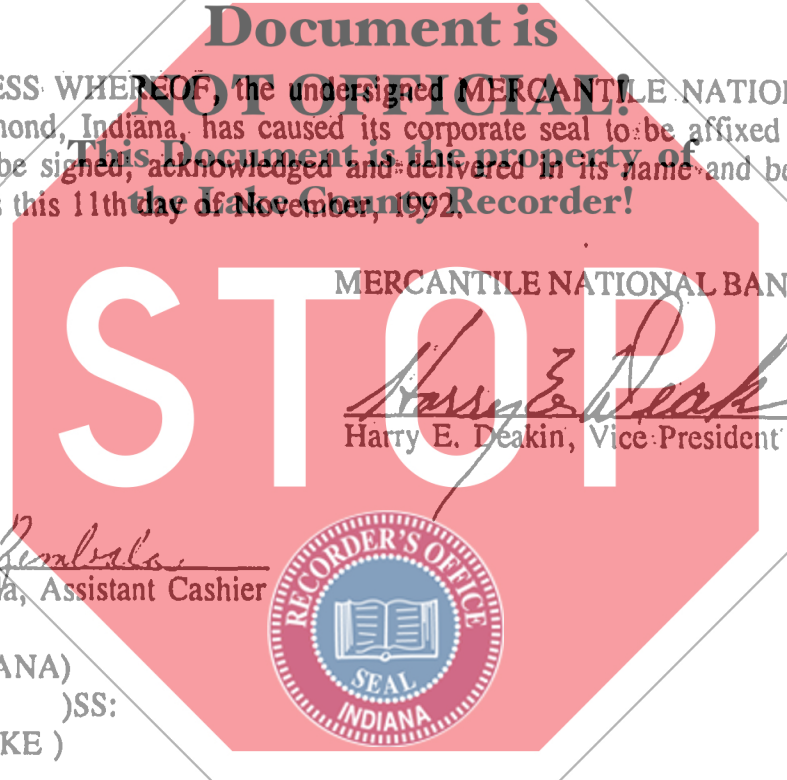 Document is
ESS WHEREOF, the undersigned MERCANTILE NATION
NOT OFFICIAL!
mond, Indiana, has caused its corporate seal to be affixed
This Document is the property of
be signed, acknowledged and delivered in its name and be
the Lake County Recorder!
s this 11th day of November, 1992.
MERCANTILE NATIONAL BAN
STOP
Harry E. Deak
Harry E. Deakin, Vice President
a, Assistant Cashier
RECORDER'S OFFICE
SEAL
INDIANA
ANA)
)SS:
KE )